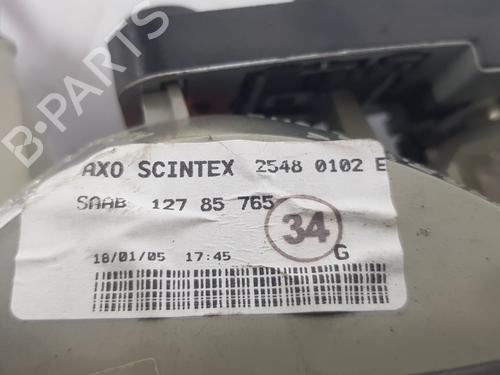 AXO SCINTEX 2548 0102 E
SAAB 127 85 765
34
G
18/01/05 17:45
B-PARTS